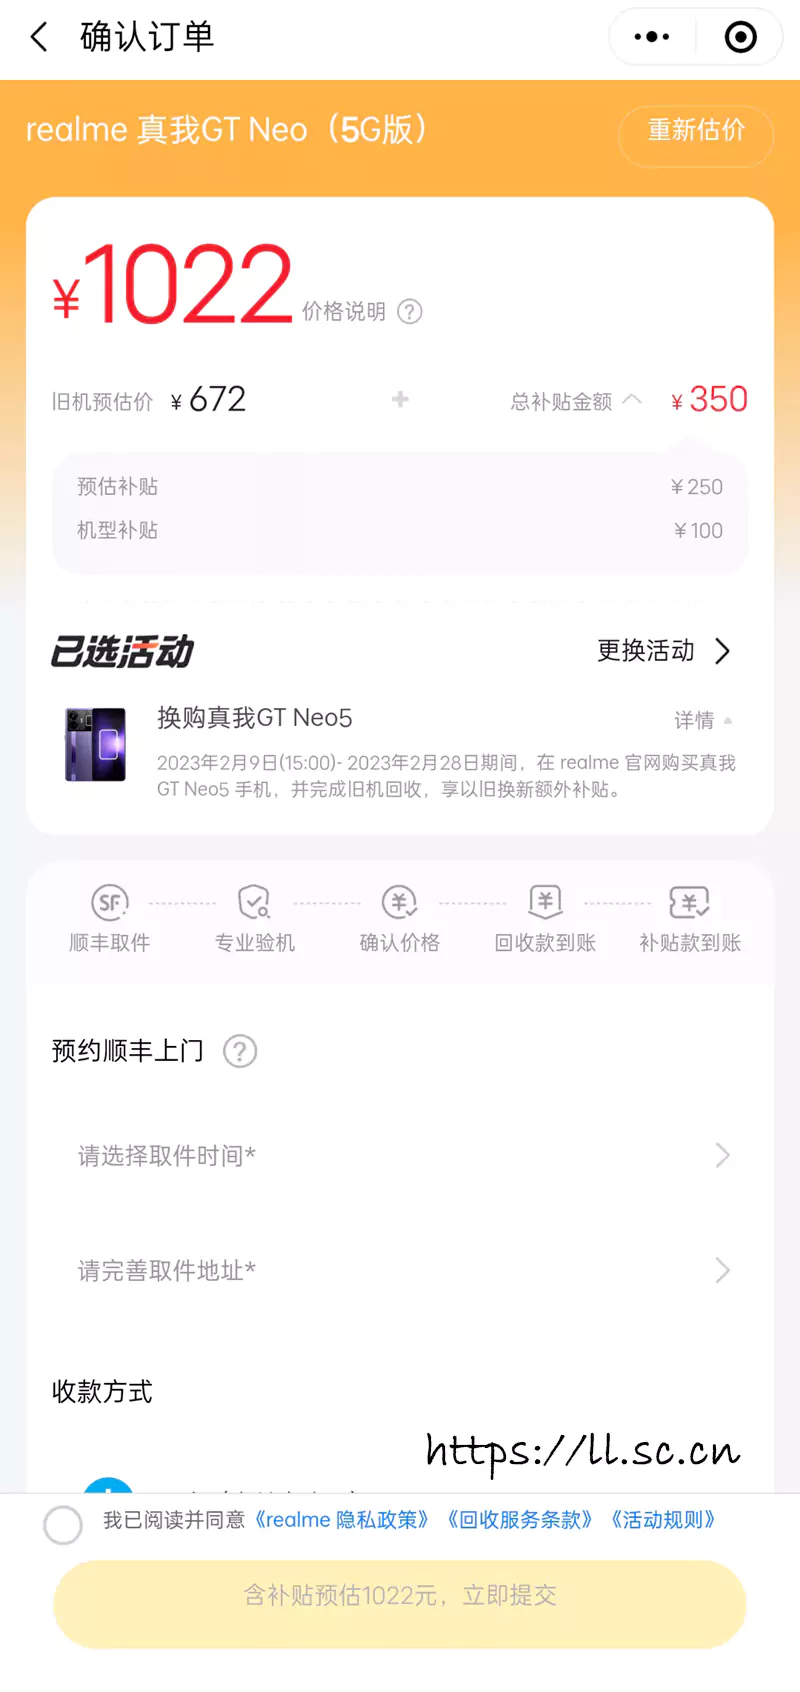 确认订单
realme 真我GT Neo（5G版）
重新估价
¥1022 价格说明 ?
旧机预估价 ¥672 + 总补贴金额 ¥350
预估补贴 ¥250
机型补贴 ¥100
已选活动 更换活动
换购真我GT Neo5 详情
2023年2月9日(15:00)- 2023年2月28日期间，在 realme 官网购买真我
GT Neo5 手机，并完成旧机回收，享以旧换新额外补贴。
SF
顺丰取件 专业验机 确认价格 回收款到账 补贴款到账
预约顺丰上门 ?
请选择取件时间*
请完善取件地址*
收款方式
https://ll.sc.cn
我已阅读并同意《realme 隐私政策》《回收服务条款》《活动规则》
含补贴预估1022元，立即提交